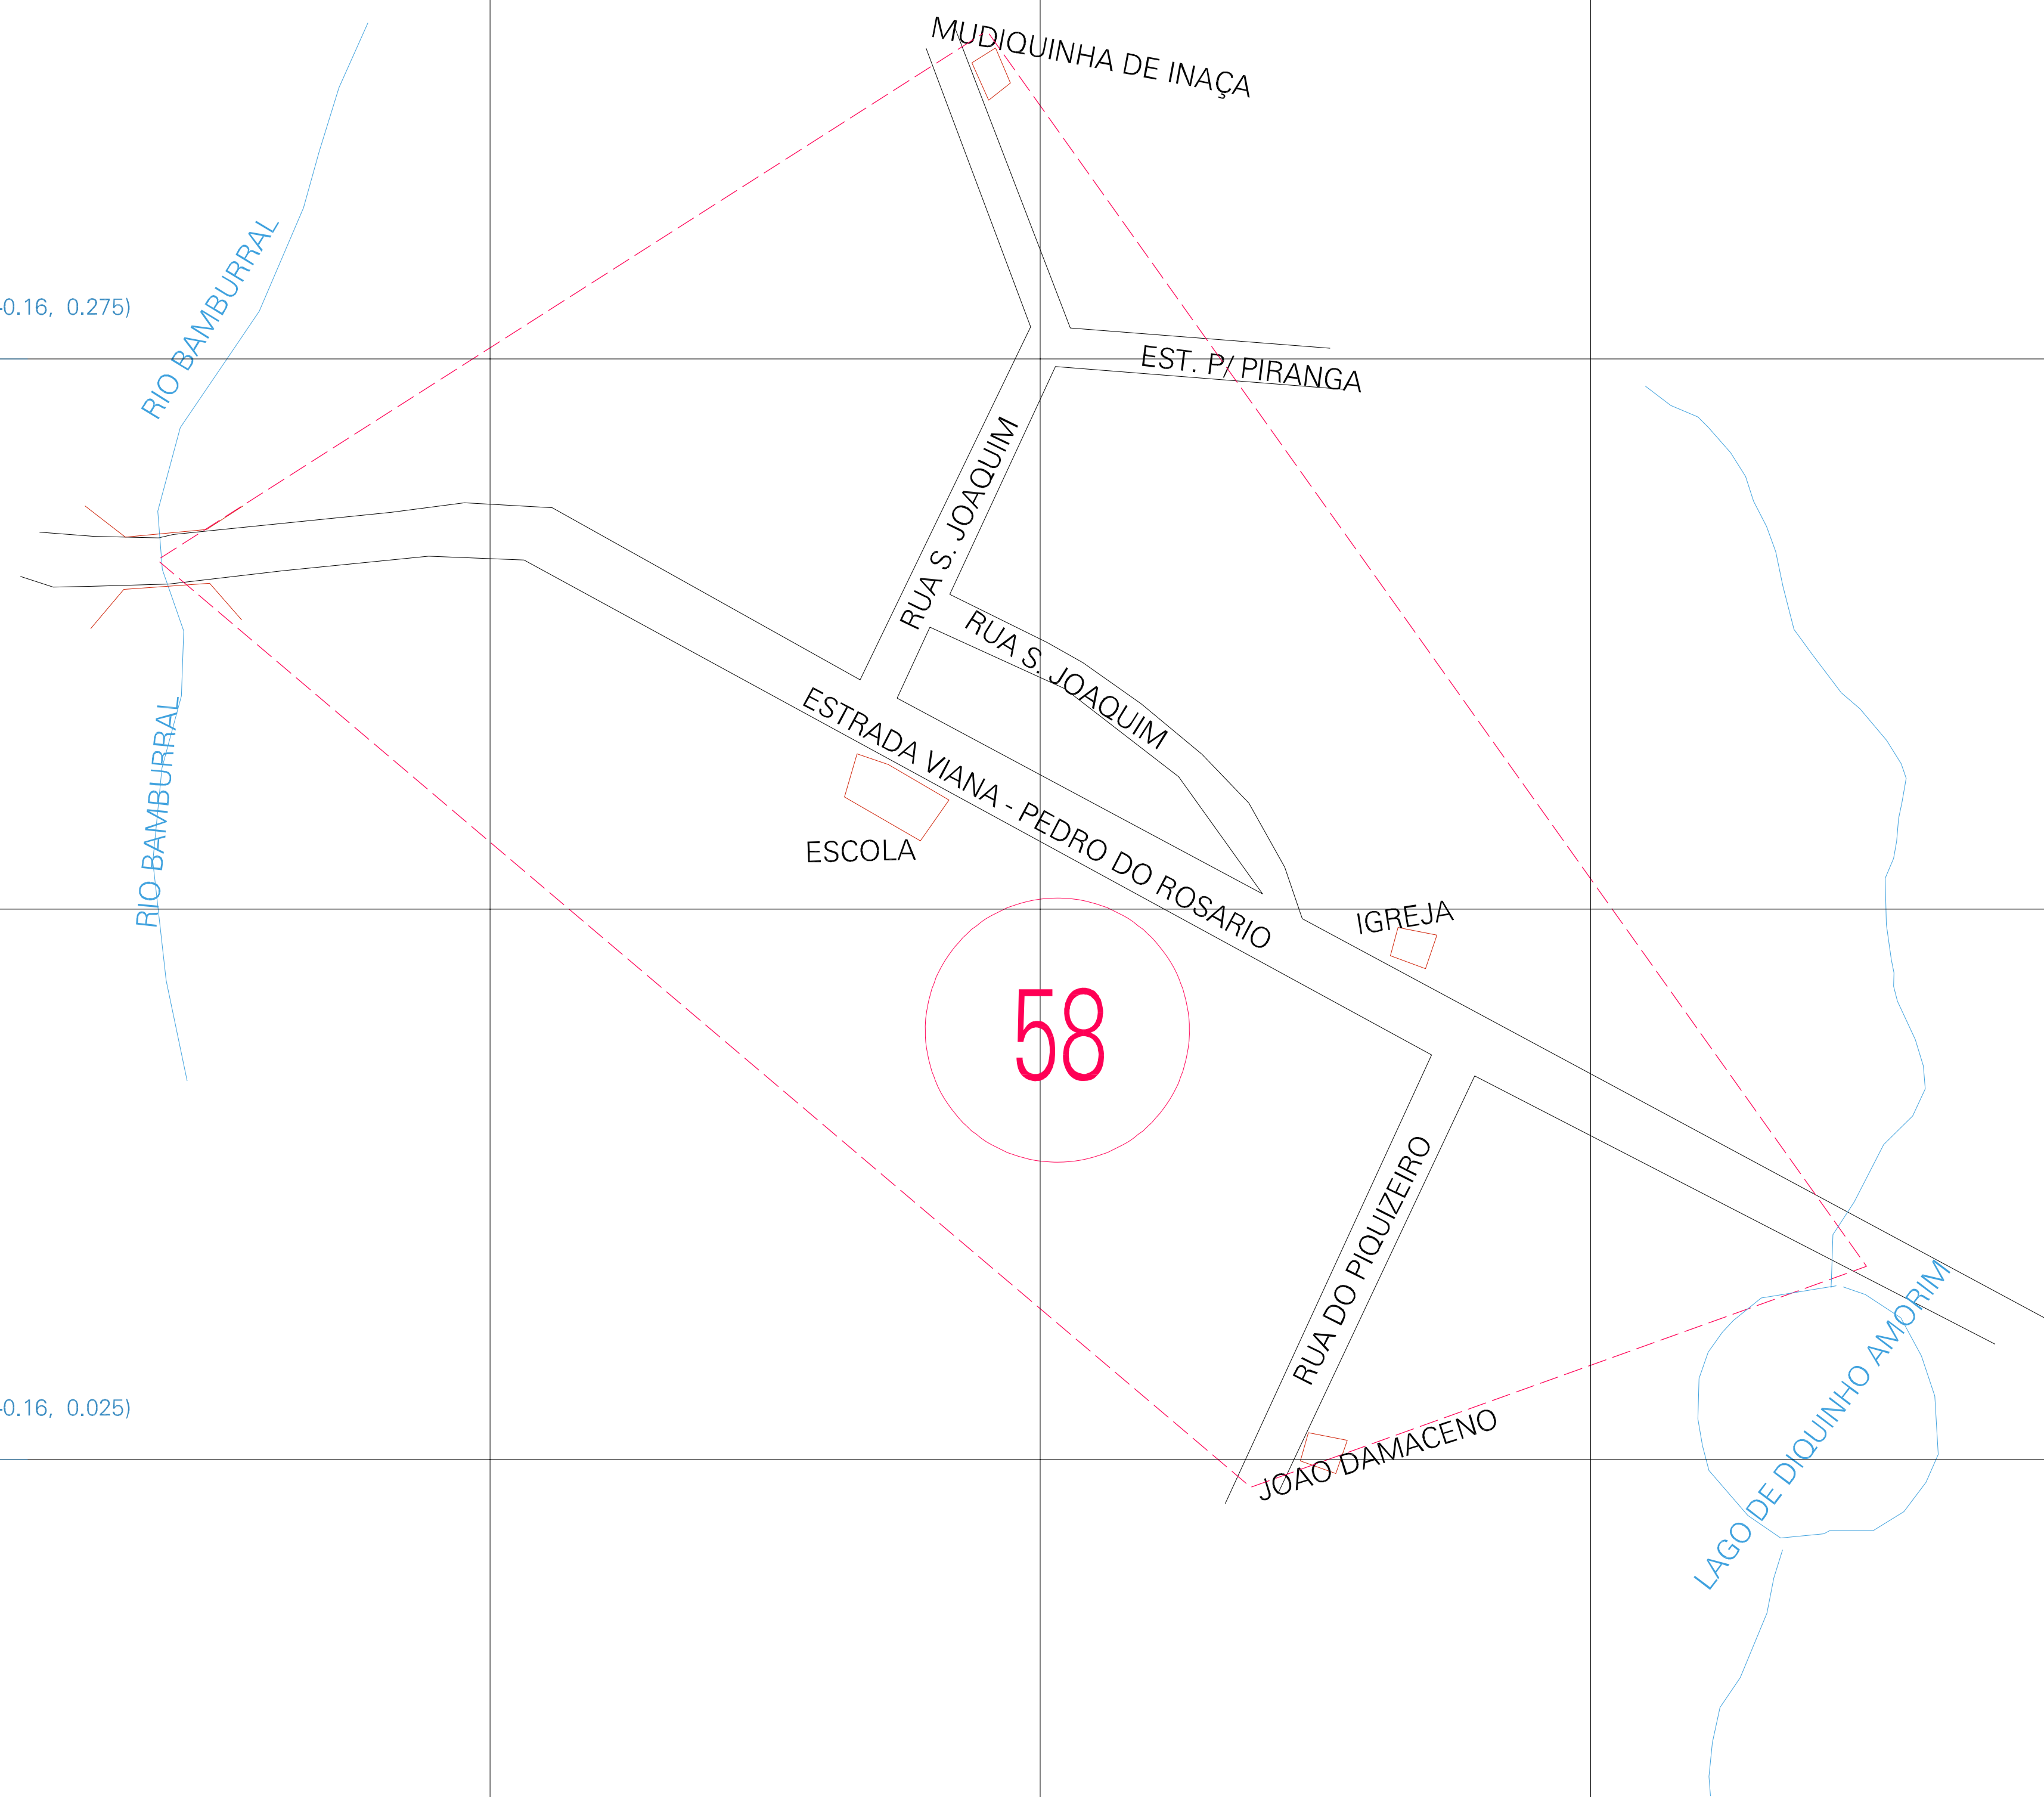 MUDIQUINHA DE INAÇA
RIO BAMBURRAL
-0.16, 0.275)
EST. P/ PIRANGA
RUA S. JOAQUIM
RUA S. JOAQUIM
ESTRADA VIANA - PEDRO DO ROSARIO
RIO BAMBURRAL
ESCOLA
IGREJA
58
RUA DO PIQUIZEIRO
LAGO DE DIQUINHO AMORIM
-0.16, 0.025)
JOAO DAMACENO